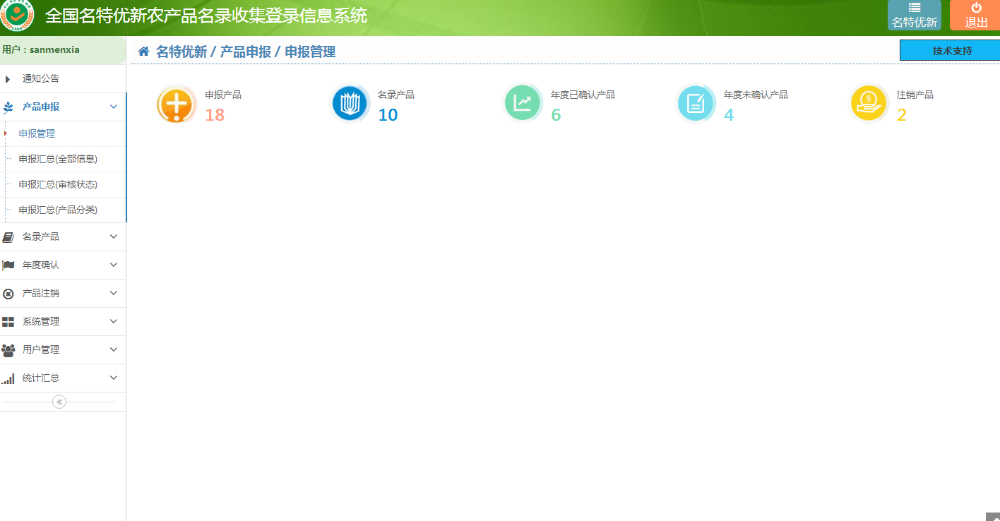 全国名特优新农产品名录收集登录信息系统
名特优新
退出
用户：sanmenxia
名特优新 / 产品申报 / 申报管理
技术支持
通知公告
产品申报
申报管理
申报汇总(全部信息)
申报汇总(审核状态)
申报汇总(产品分类)
名录产品
年度确认
产品注销
系统管理
用户管理
统计汇总
申报产品
18
名录产品
10
年度已确认产品
6
年度未确认产品
4
注销产品
2